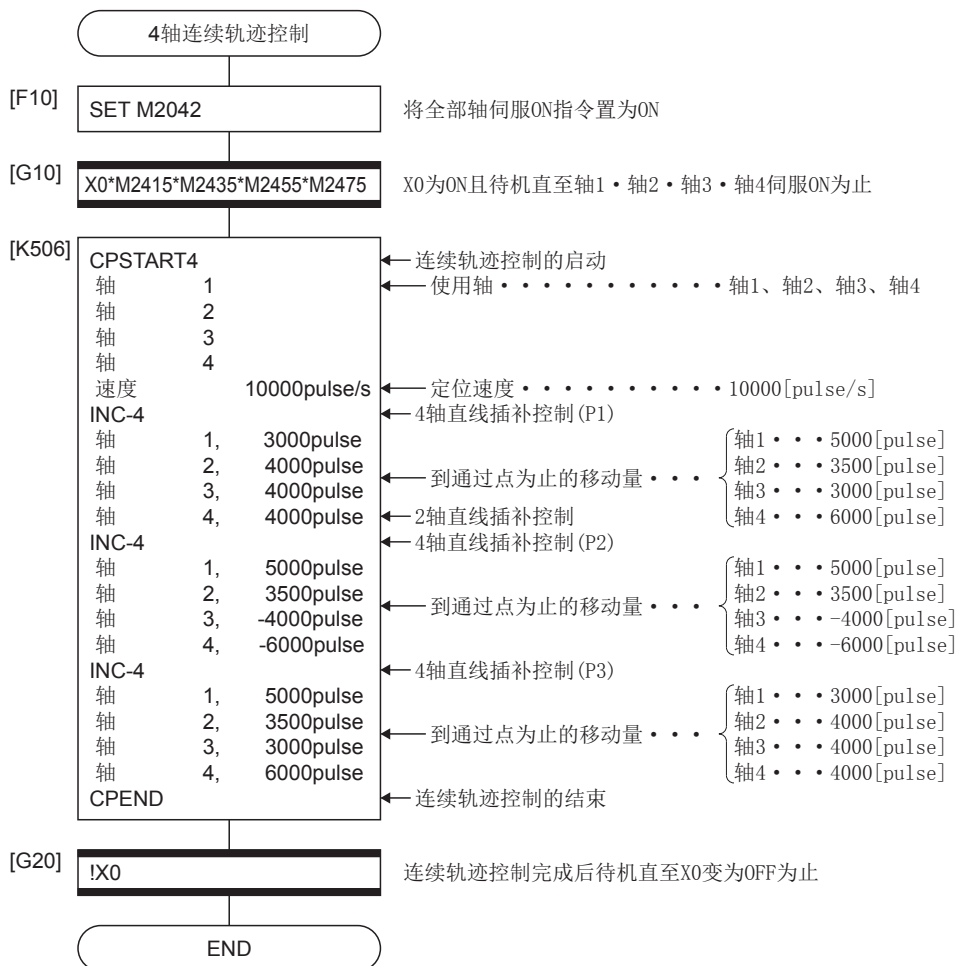 4轴连续轨迹控制
[F10] SET M2042 将全部轴伺服ON指令置为ON
[G10] X0*M2415*M2435*M2455*M2475 X0为ON且待机直至轴1・轴2・轴3・轴4伺服ON为止
[K506]
CPSTART4 连续轨迹控制的启动
轴 1 使用轴・・・・・・・・・・・轴1、轴2、轴3、轴4
轴 2
轴 3
轴 4
速度 10000pulse/s 定位速度・・・・・・・・・・10000[pulse/s]
INC-4 4轴直线插补控制(P1)
轴 1, 3000pulse 轴1・・・5000[pulse]
轴 2, 4000pulse 轴2・・・3500[pulse]
到通过点为止的移动量・・・
轴 3, 4000pulse 轴3・・・3000[pulse]
轴 4, 4000pulse 2轴直线插补控制 轴4・・・6000[pulse]
INC-4 4轴直线插补控制(P2)
轴 1, 5000pulse 轴1・・・5000[pulse]
轴 2, 3500pulse 轴2・・・3500[pulse]
到通过点为止的移动量・・・
轴 3, -4000pulse 轴3・・・-4000[pulse]
轴 4, -6000pulse 轴4・・・-6000[pulse]
INC-4 4轴直线插补控制(P3)
轴 1, 5000pulse 轴1・・・3000[pulse]
轴 2, 3500pulse 轴2・・・4000[pulse]
到通过点为止的移动量・・・
轴 3, 3000pulse 轴3・・・4000[pulse]
轴 4, 6000pulse 轴4・・・4000[pulse]
CPEND 连续轨迹控制的结束
[G20] !X0 连续轨迹控制完成后待机直至X0变为OFF为止
END